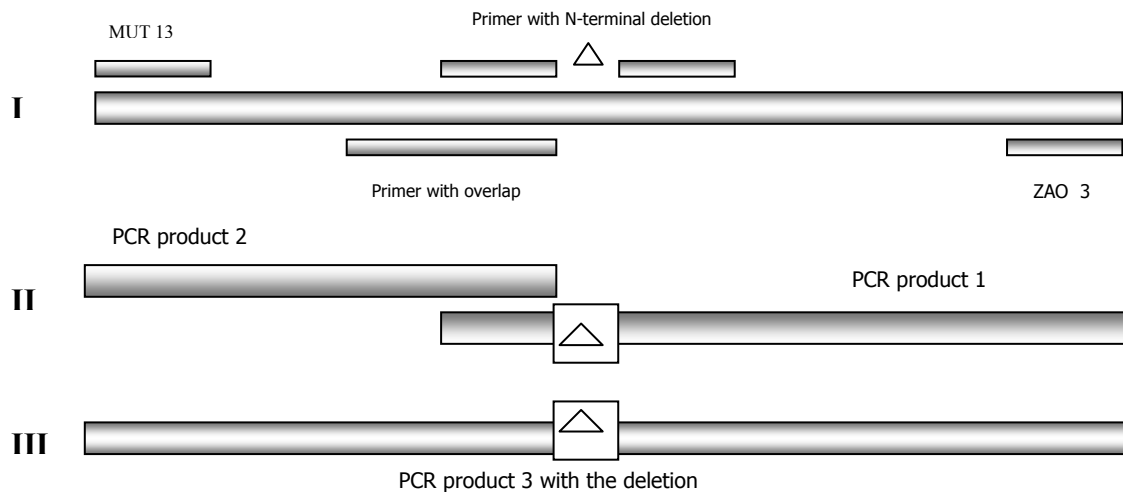 Primer with N-terminal deletion
MUT 13
I
Primer with overlap
ZAO 3
PCR product 2
PCR product 1
II
III
PCR product 3 with the deletion